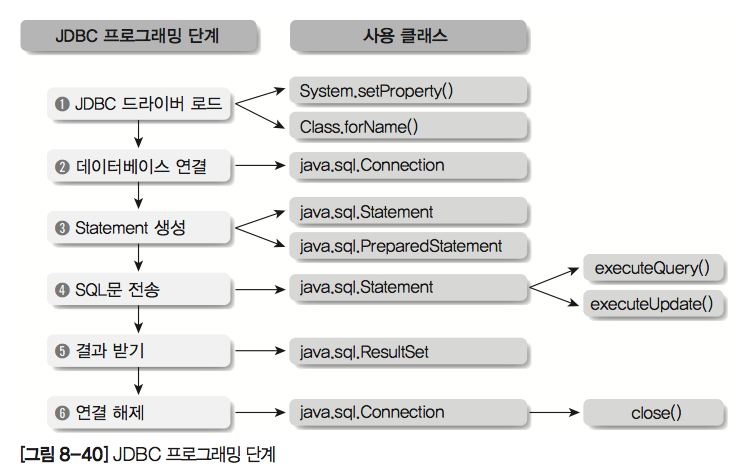 JDBC 프로그래밍 단계
사용 클래스
❶ JDBC 드라이버 로드
System.setProperty()
Class.forName()
❷ 데이터베이스 연결
java.sql.Connection
❸ Statement 생성
java.sql.Statement
java.sql.PreparedStatement
❹ SQL문 전송
java.sql.Statement
executeQuery()
executeUpdate()
❺ 결과 받기
java.sql.ResultSet
❻ 연결 해제
java.sql.Connection
close()
[그림 8-40] JDBC 프로그래밍 단계